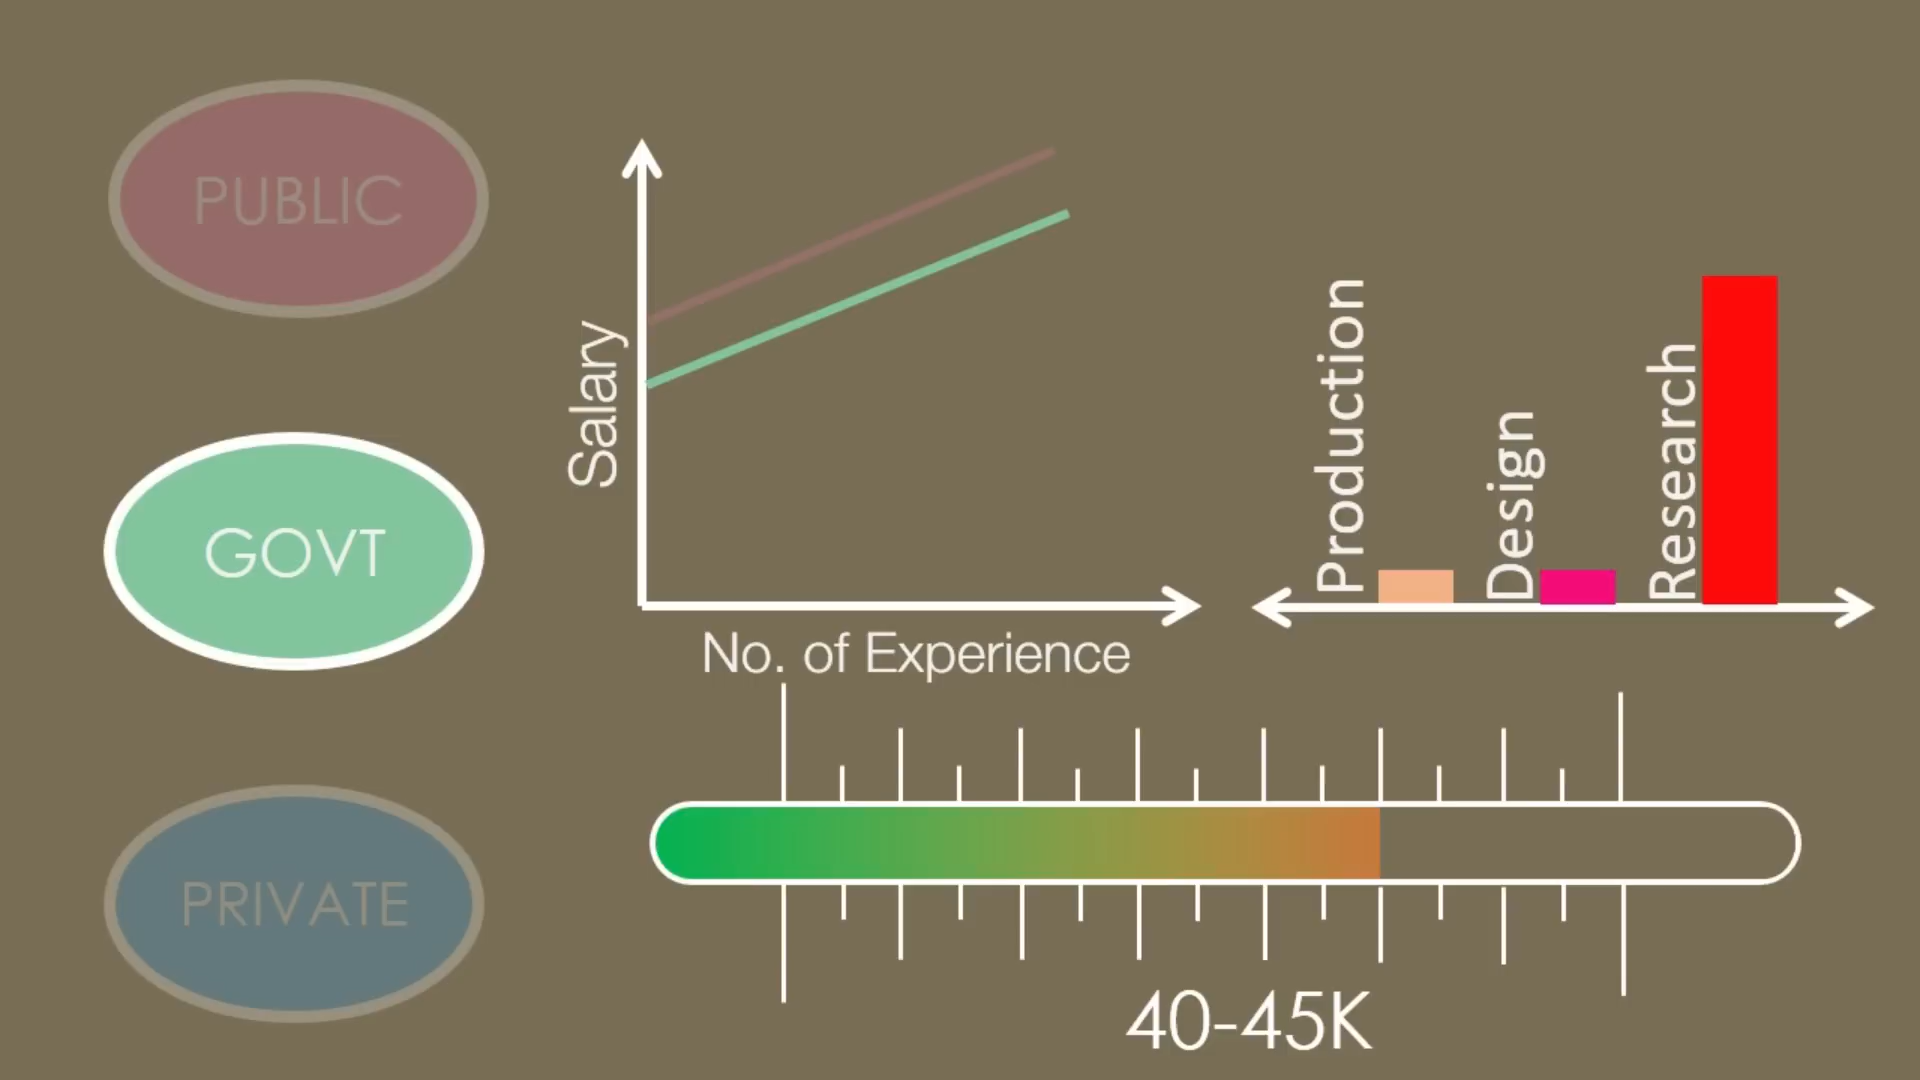 PUBLIC
GOVT
PRIVATE
Salary
No. of Experience
Production
Design
Research
40-45K